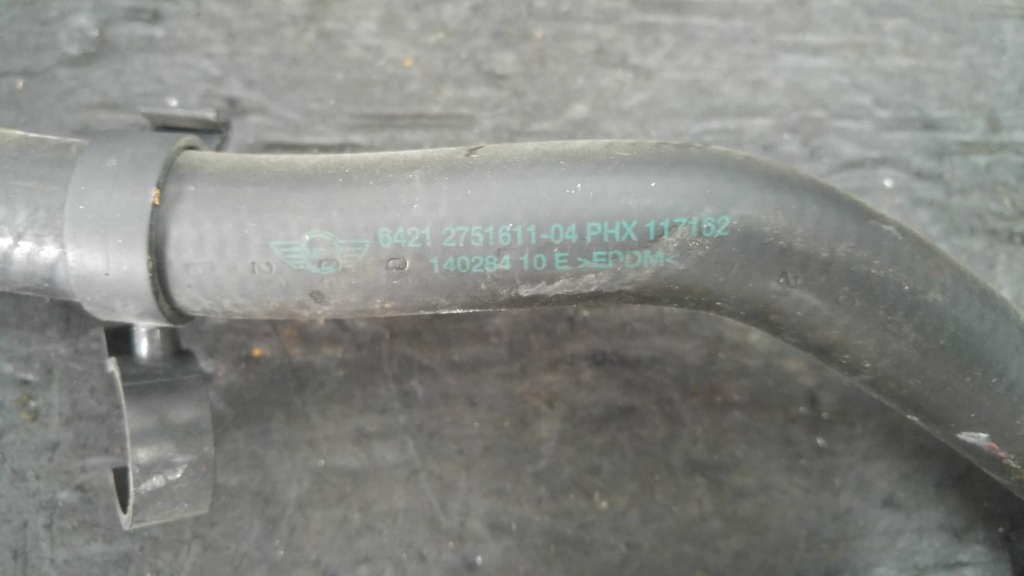 6421 2751611-04 PHX 117152
140284 10 E >EPDM<